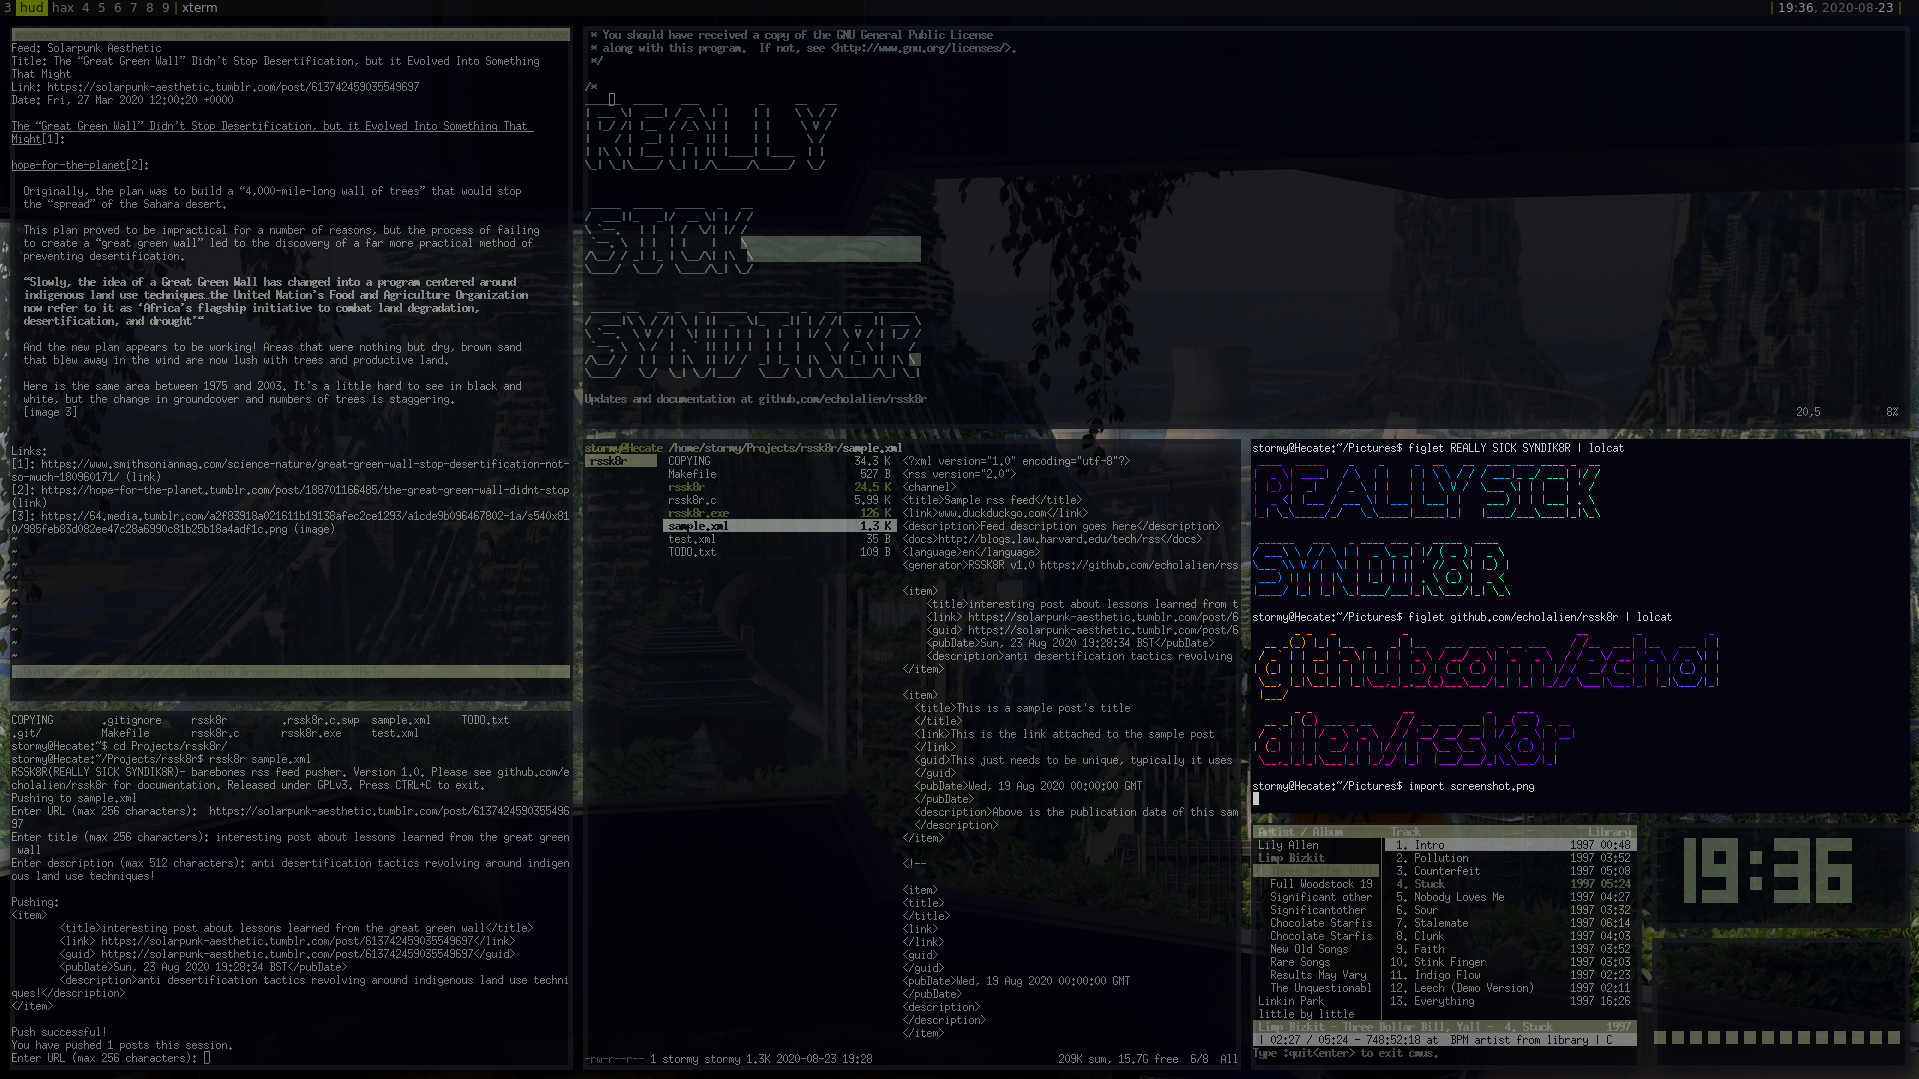 3 hud hax 4 5 6 7 8 9 | xterm
| 19:36, 2020-08-23 |
Feed: Solarpunk Aesthetic
Title: The “Great Green Wall” Didn’t Stop Desertification, but it Evolved Into Something
That Might
Link: https://solarpunk-aesthetic.tumblr.com/post/613742459035549697
Date: Fri, 27 Mar 2020 12:00:20 +0000
The “Great Green Wall” Didn’t Stop Desertification, but it Evolved Into Something That
Might[1]:
hope-for-the-planet[2]:
Originally, the plan was to build a “4,000-mile-long wall of trees” that would stop
the “spread” of the Sahara desert.
This plan proved to be impractical for a number of reasons, but the process of failing
to create a “great green wall” led to the discovery of a far more practical method of
preventing desertification.
“Slowly, the idea of a Great Green Wall has changed into a program centered around
indigenous land use techniques…the United Nation’s Food and Agriculture Organization
now refer to it as ‘Africa’s flagship initiative to combat land degradation,
desertification, and drought’“
And the new plan appears to be working! Areas that were nothing but dry, brown sand
that blew away in the wind are now lush with trees and productive land.
Here is the same area between 1975 and 2003. It’s a little hard to see in black and
white, but the change in groundcover and numbers of trees is staggering.
[image 3]
Links:
[1]: https://www.smithsonianmag.com/science-nature/great-green-wall-stop-desertification-not-
so-much-180960171/ (link)
[2]: https://hope-for-the-planet.tumblr.com/post/188701166485/the-great-green-wall-didnt-stop
(link)
[3]: https://64.media.tumblr.com/a2f83918a021611b19138afec2ce1293/a1cde9b096467802-1a/s540x81
0/985feb83d082ee47c28a6990c81b25b18a4adf1c.png (image)
~
~
~
~
~
~
~
~
~
~
COPYING .gitignore rssk8r .rssk8r.c.swp sample.xml TODO.txt
.git/ Makefile rssk8r.c rssk8r.exe test.xml
stormy@Hecate:~$ cd Projects/rssk8r/
stormy@Hecate:~/Projects/rssk8r$ rssk8r sample.xml
RSSK8R(REALLY SICK SYNDIK8R)- barebones rss feed pusher. Version 1.0. Please see github.com/e
cholalien/rssk8r for documentation. Released under GPLv3. Press CTRL+C to exit.
Pushing to sample.xml
Enter URL (max 256 characters): https://solarpunk-aesthetic.tumblr.com/post/6137424590355496
97
Enter title (max 256 characters): interesting post about lessons learned from the great green
wall
Enter description (max 512 characters): anti desertification tactics revolving around indigen
ous land use techniques!
Pushing:
<item>
<title>interesting post about lessons learned from the great green wall</title>
<link> https://solarpunk-aesthetic.tumblr.com/post/613742459035549697</link>
<guid> https://solarpunk-aesthetic.tumblr.com/post/613742459035549697</guid>
<pubDate>Sun, 23 Aug 2020 19:28:34 BST</pubDate>
<description>anti desertification tactics revolving around indigenous land use techni
ques!</description>
</item>
Push successful!
You have pushed 1 posts this session.
Enter URL (max 256 characters):
* You should have received a copy of the GNU General Public License
* along with this program. If not, see <http://www.gnu.org/licenses/>.
*/
/*
REALLY
SICK
SYNDIK8R
Updates and documentation at github.com/echolalien/rssk8r
20,5 8%
stormy@Hecate /home/stormy/Projects/rssk8r/sample.xml
rssk8r
COPYING 34.3 K
Makefile 527 B
rssk8r 24.5 K
rssk8r.c 5.99 K
rssk8r.exe 126 K
sample.xml 1.3 K
test.xml 35 B
TODO.txt 109 B
<?xml version="1.0" encoding="utf-8"?>
<rss version="2.0">
<channel>
<title>Sample rss feed</title>
<link>www.duckduckgo.com</link>
<description>Feed description goes here</description>
<docs>http://blogs.law.harvard.edu/tech/rss</docs>
<language>en</language>
<generator>RSSK8R v1.0 https://github.com/echolalien/rss
<item>
<title>interesting post about lessons learned from t
<link> https://solarpunk-aesthetic.tumblr.com/post/6
<guid> https://solarpunk-aesthetic.tumblr.com/post/6
<pubDate>Sun, 23 Aug 2020 19:28:34 BST</pubDate>
<description>anti desertification tactics revolving
</item>
<item>
<title>This is a sample post's title
</title>
<link>This is the link attached to the sample post
</link>
<guid>This just needs to be unique, typically it uses
</guid>
<pubDate>Wed, 19 Aug 2020 00:00:00 GMT
</pubDate>
<description>Above is the publication date of this sam
</description>
</item>
<!--
<item>
<title>
</title>
<link>
</link>
<guid>
</guid>
<pubDate>Wed, 19 Aug 2020 00:00:00 GMT
</pubDate>
<description>
</description>
</item>
-rw-r--r-- 1 stormy stormy 1.3K 2020-08-23 19:28 209K sum, 15.7G free 6/8 All
stormy@Hecate:~/Pictures$ figlet REALLY SICK SYNDIK8R | lolcat
REALLY SICK
SYNDIK8R
stormy@Hecate:~/Pictures$ figlet github.com/echolalien/rssk8r | lolcat
github.com/echol
alien/rssk8r
stormy@Hecate:~/Pictures$ import screenshot.png
Artist / Album Track Library
Lily Allen 1. Intro 1997 00:48
Limp Bizkit 2. Pollution 1997 03:52
3. Counterfeit 1997 05:08
Full Woodstock 19 4. Stuck 1997 05:24
Significant other 5. Nobody Loves Me 1997 04:27
Significantother 6. Sour 1997 03:32
Chocolate Starfis 7. Stalemate 1997 06:14
Chocolate Starfis 8. Clunk 1997 04:03
New Old Songs 9. Faith 1997 03:52
Rare Songs 10. Stink Finger 1997 03:03
Results May Vary 11. Indigo Flow 1997 02:23
The Unquestionabl 12. Leech (Demo Version) 1997 02:11
Linkin Park 13. Everything 1997 16:26
little by little
Limp Bizkit - Three Dollar Bill, Yall - 4. Stuck 1997
| 02:27 / 05:24 - 748:52:18 at BPM artist from library | C
Type :quit<enter> to exit cmus.
19:36